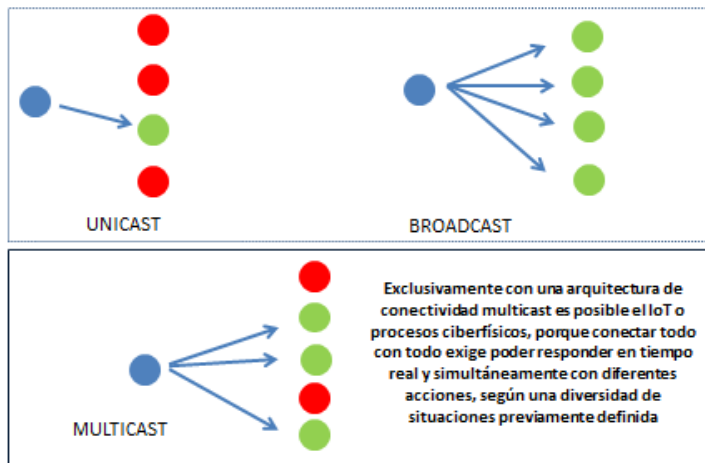 UNICAST
BROADCAST
Exclusivamente con una arquitectura de
conectividad multicast es posible el IoT o
procesos ciberfísicos, porque conectar todo
con todo exige poder responder en tiempo
real y simultáneamente con diferentes
acciones, según una diversidad de
situaciones previamente definida
MULTICAST